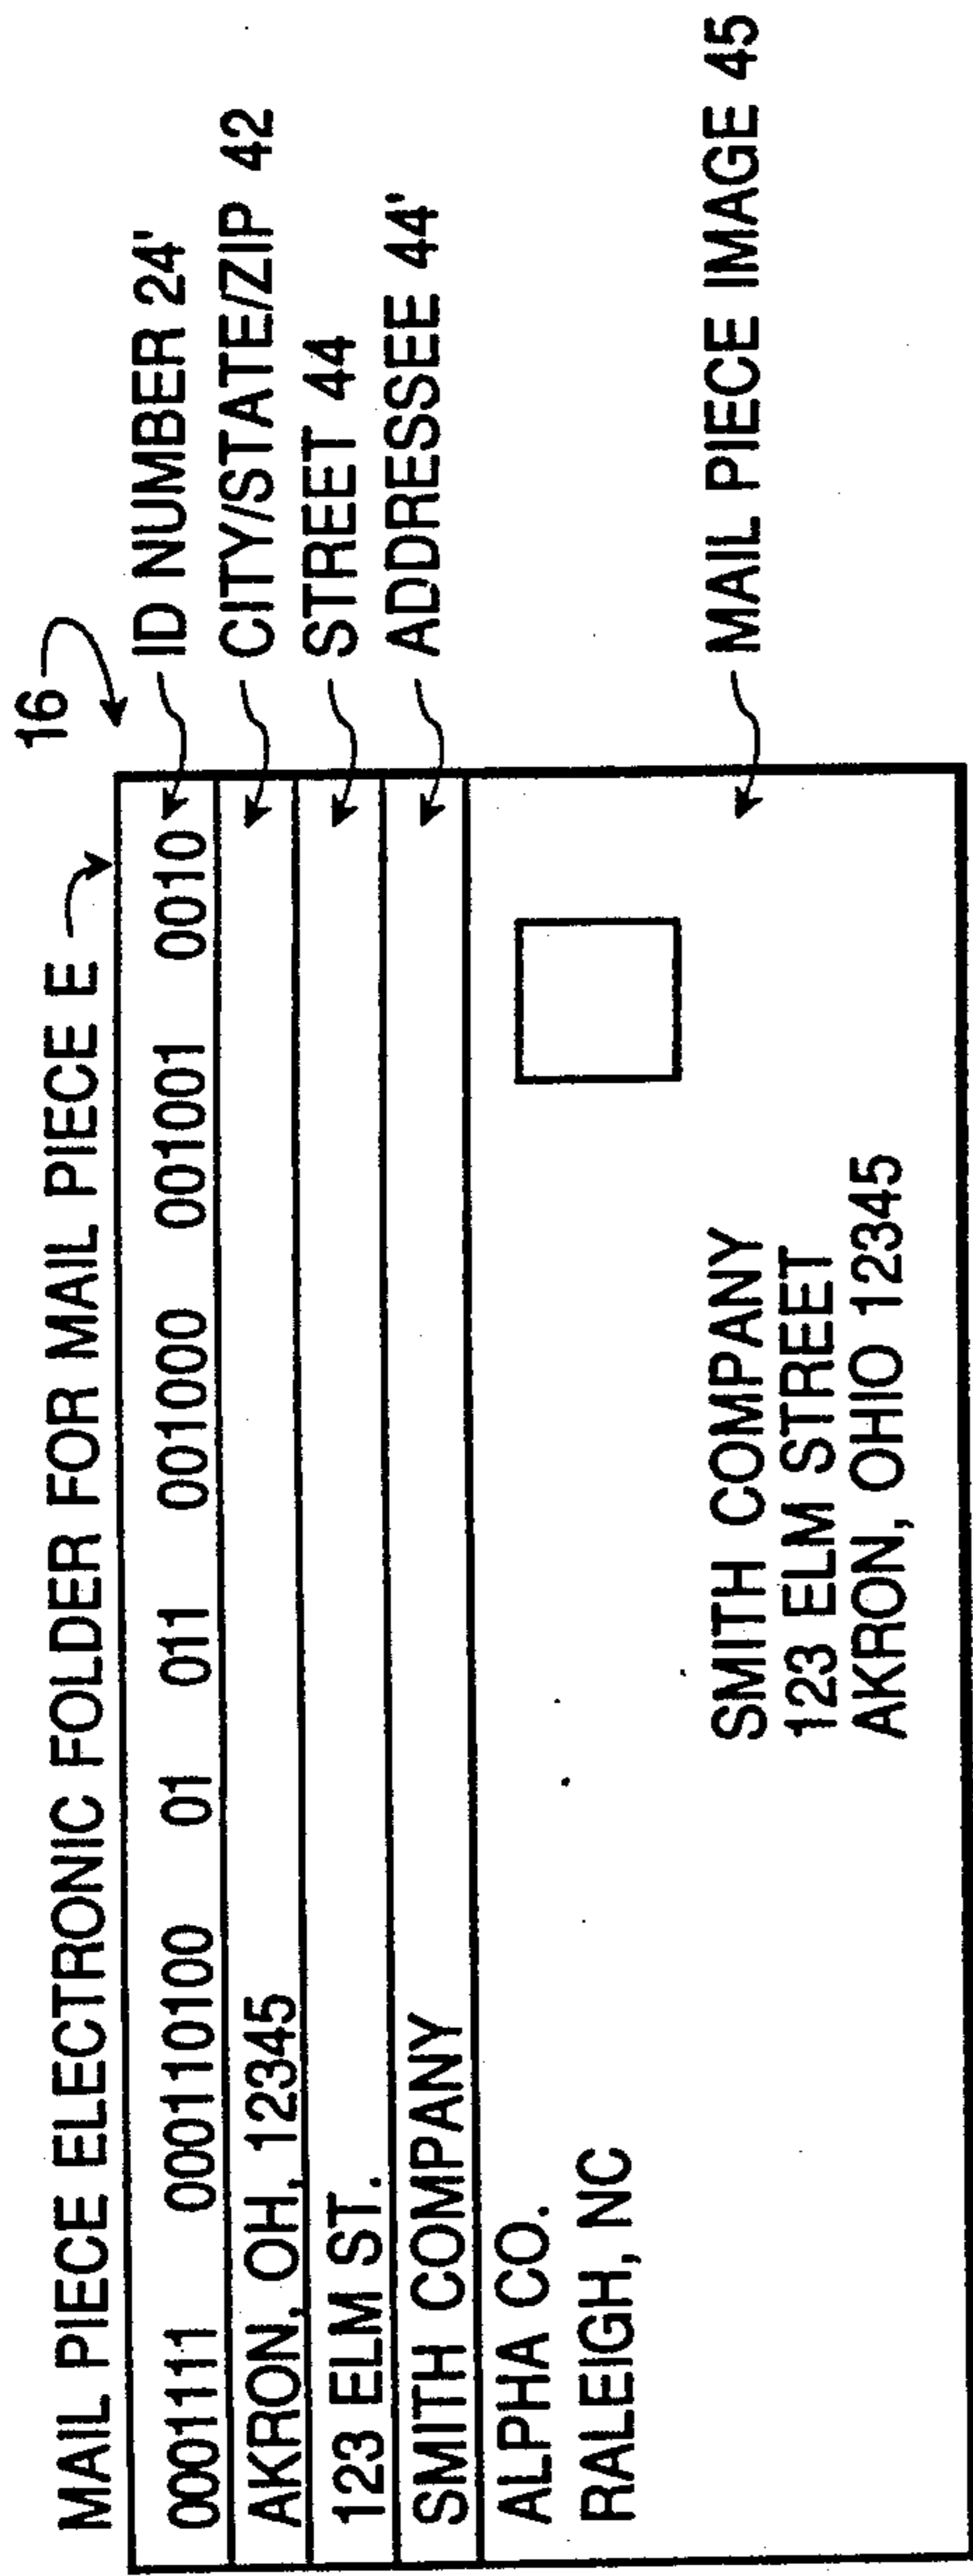 16
MAIL PIECE ELECTRONIC FOLDER FOR MAIL PIECE E
000111 000110100 01 011 001000 001001 0010 ID NUMBER 24'
AKRON, OH, 12345 CITY/STATE/ZIP 42
123 ELM ST. STREET 44
SMITH COMPANY ADDRESSEE 44'
ALPHA CO.
RALEIGH, NC
SMITH COMPANY MAIL PIECE IMAGE 45
123 ELM STREET
AKRON, OHIO 12345